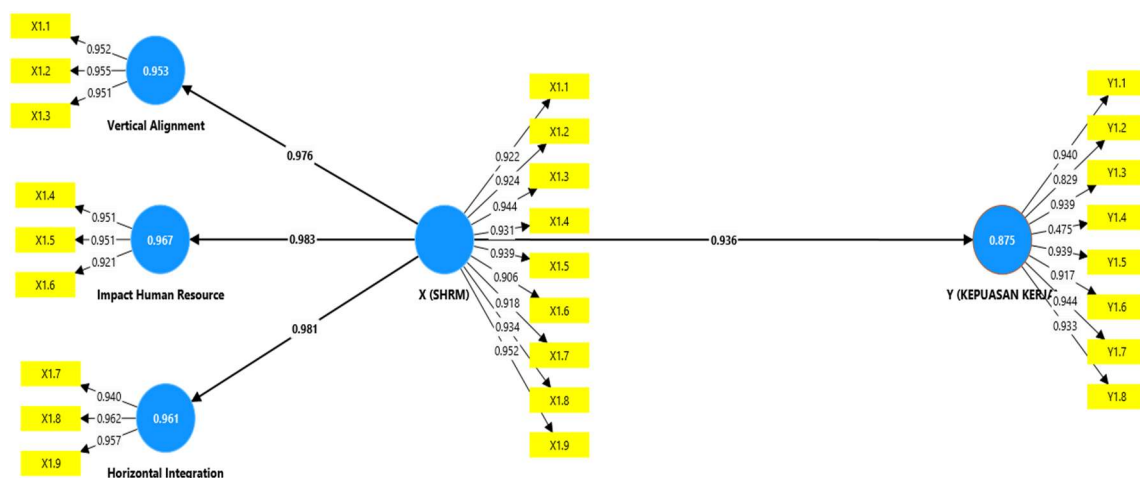 X1.1
0.952
X1.2
0.955
0.953
0.951
X1.3
Vertical Alignment
0.976
X1.4
0.951
X1.5
0.951
0.967
0.921
X1.6
Impact Human Resource
0.983
X1.7
0.940
X1.8
0.962
0.961
0.957
X1.9
Horizontal Integration
0.981
X (SHRM)
X1.1
0.922
X1.2
0.924
X1.3
0.944
X1.4
0.931
X1.5
0.939
X1.6
0.906
X1.7
0.918
X1.8
0.934
X1.9
0.952
0.936
0.875
Y (KEPUASAN KERJA
Y1.1
0.940
Y1.2
0.829
Y1.3
0.939
Y1.4
0.475
Y1.5
0.939
Y1.6
0.917
Y1.7
0.944
Y1.8
0.933